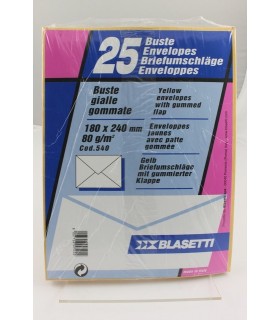 25
Buste
Envelopes
Briefumschläge
Enveloppes
Buste
gialle
gommate
180 x 240 mm
80 g/m²
Cod. 540
Yellow
envelopes
with gummed
flap
Enveloppes
jaunes
avec patte
gommée
Gelb
Briefumschläge
mit gummierter
Klappe
BLASETTI